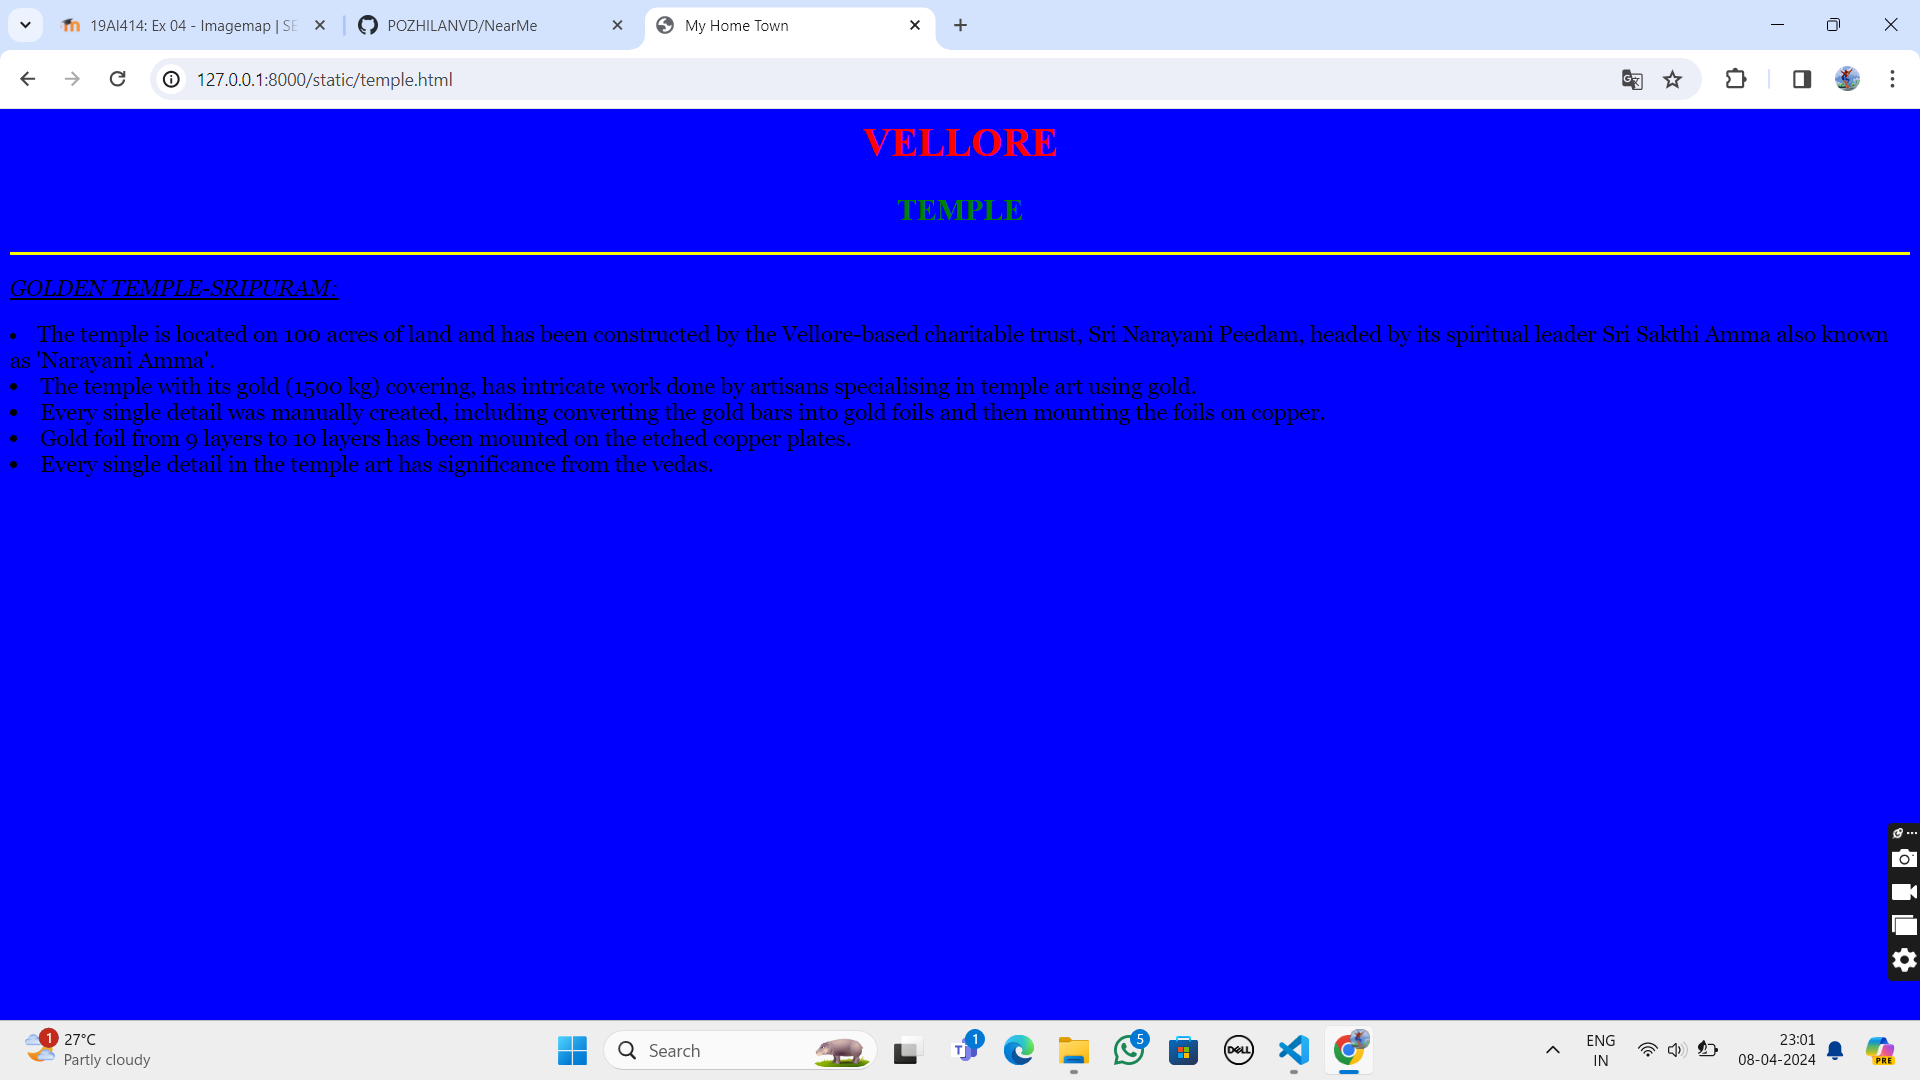 19AI414: Ex 04 - Imagemap | SE
POZHILANVD/NearMe
My Home Town
127.0.0.1:8000/static/temple.html
VELLORE
TEMPLE
GOLDEN TEMPLE-SRIPURAM:
• The temple is located on 100 acres of land and has been constructed by the Vellore-based charitable trust, Sri Narayani Peedam, headed by its spiritual leader Sri Sakthi Amma also known
as 'Narayani Amma'.
• The temple with its gold (1500 kg) covering, has intricate work done by artisans specialising in temple art using gold.
• Every single detail was manually created, including converting the gold bars into gold foils and then mounting the foils on copper.
• Gold foil from 9 layers to 10 layers has been mounted on the etched copper plates.
• Every single detail in the temple art has significance from the vedas.
1
27°C
Partly cloudy
Search
1
5
DELL
PRE
ENG
IN
23:01
08-04-2024